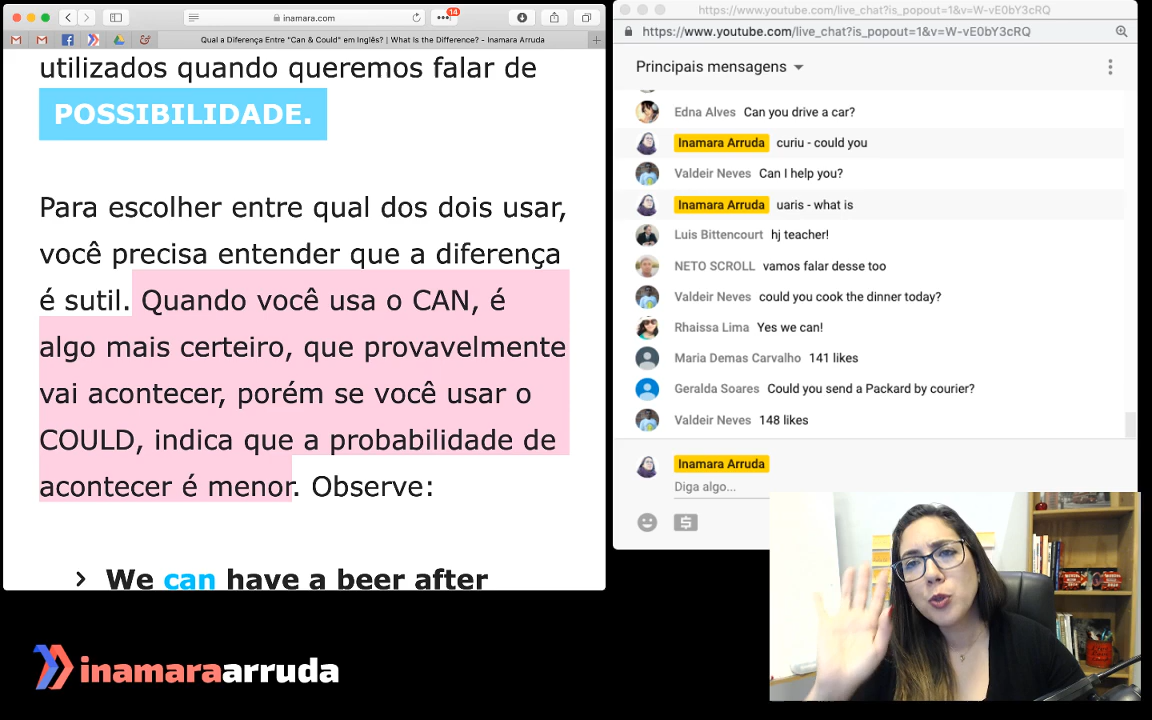 inamara.com
14
Qual a Diferença Entre "Can & Could" em Inglês? | What Is the Difference? - Inamara Arruda
utilizados quando queremos falar de
POSSIBILIDADE.
Para escolher entre qual dos dois usar,
você precisa entender que a diferença
é sutil. Quando você usa o CAN, é
algo mais certeiro, que provavelmente
vai acontecer, porém se você usar o
COULD, indica que a probabilidade de
acontecer é menor. Observe:
> We can have a beer after
inamaraarruda
https://www.youtube.com/live_chat?is_popout=1&v=W-vE0bY3cRQ
https://www.youtube.com/live_chat?is_popout=1&v=W-vE0bY3cRQ
Principais mensagens
Edna Alves Can you drive a car?
Inamara Arruda curiu - could you
Valdeir Neves Can I help you?
Inamara Arruda uaris - what is
Luis Bittencourt hj teacher!
NETO SCROLL vamos falar desse too
Valdeir Neves could you cook the dinner today?
Rhaissa Lima Yes we can!
Maria Demas Carvalho 141 likes
Geralda Soares Could you send a Packard by courier?
Valdeir Neves 148 likes
Inamara Arruda
Diga algo...